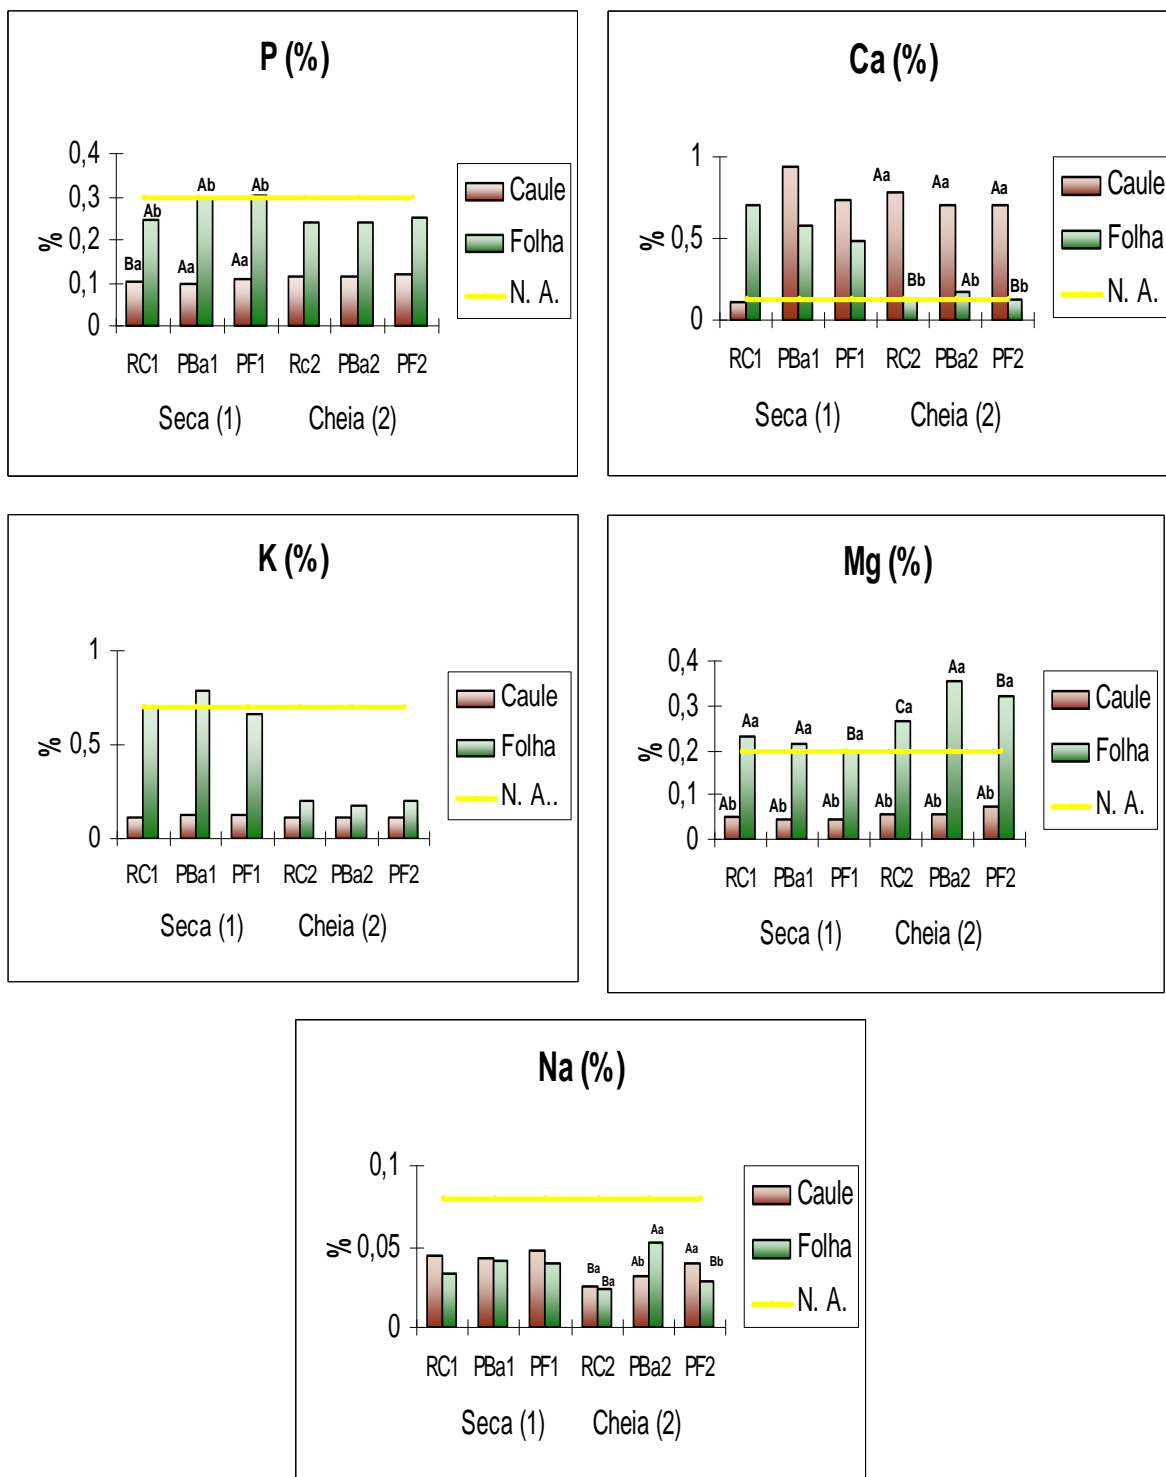 P (%)
0,4
0,3
0,2
0,1
0
%
Ba Ab Aa Ab Aa Ab
RC1 PBa1 PF1 Rc2 PBa2 PF2
Seca (1) Cheia (2)
Caule
Folha
N. A.
Ca (%)
1
0,5
0
%
Aa Bb Aa Ab Aa Bb
RC1 PBa1 PF1 RC2 PBa2 PF2
Seca (1) Cheia (2)
Caule
Folha
N. A.
K (%)
1
0,5
0
%
RC1 PBa1 PF1 RC2 PBa2 PF2
Seca (1) Cheia (2)
Caule
Folha
N. A..
Mg (%)
0,4
0,3
0,2
0,1
0
%
Ab Aa Ab Aa Ab Ba Ab Ca Ab Aa Ab Ba
RC1 PBa1 PF1 RC2 PBa2 PF2
Seca (1) Cheia (2)
Caule
Folha
N. A.
Na (%)
0,1
0,05
0
%
Ba Ba Ab Aa Aa Bb
RC1 PBa1 PF1 RC2 PBa2 PF2
Seca (1) Cheia (2)
Caule
Folha
N. A.